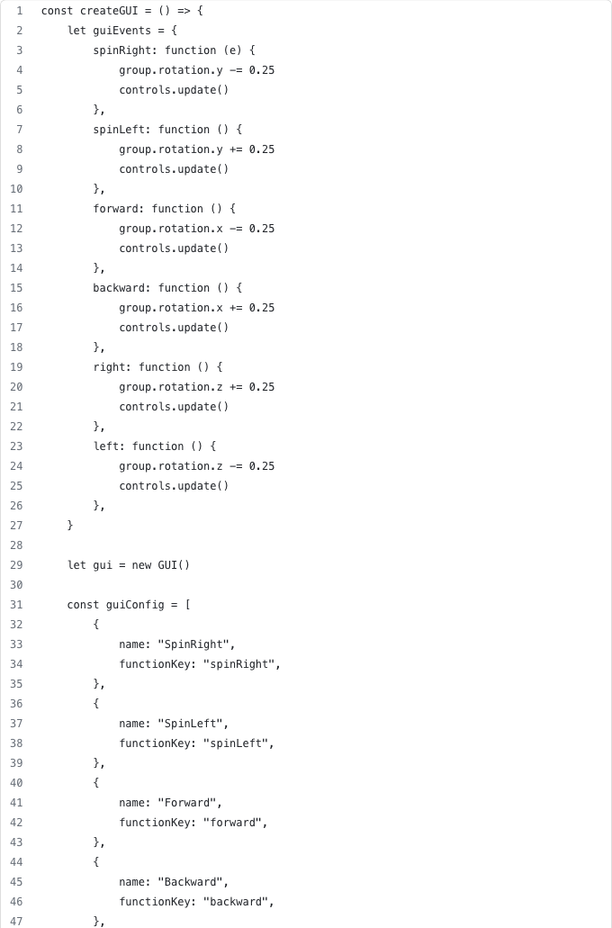 1 const createGUI = () => {
2     let guiEvents = {
3         spinRight: function (e) {
4             group.rotation.y -= 0.25
5             controls.update()
6         },
7         spinLeft: function () {
8             group.rotation.y += 0.25
9             controls.update()
10         },
11         forward: function () {
12             group.rotation.x -= 0.25
13             controls.update()
14         },
15         backward: function () {
16             group.rotation.x += 0.25
17             controls.update()
18         },
19         right: function () {
20             group.rotation.z += 0.25
21             controls.update()
22         },
23         left: function () {
24             group.rotation.z -= 0.25
25             controls.update()
26         },
27     }
28
29     let gui = new GUI()
30
31     const guiConfig = [
32         {
33             name: "SpinRight",
34             functionKey: "spinRight",
35         },
36         {
37             name: "SpinLeft",
38             functionKey: "spinLeft",
39         },
40         {
41             name: "Forward",
42             functionKey: "forward",
43         },
44         {
45             name: "Backward",
46             functionKey: "backward",
47         },